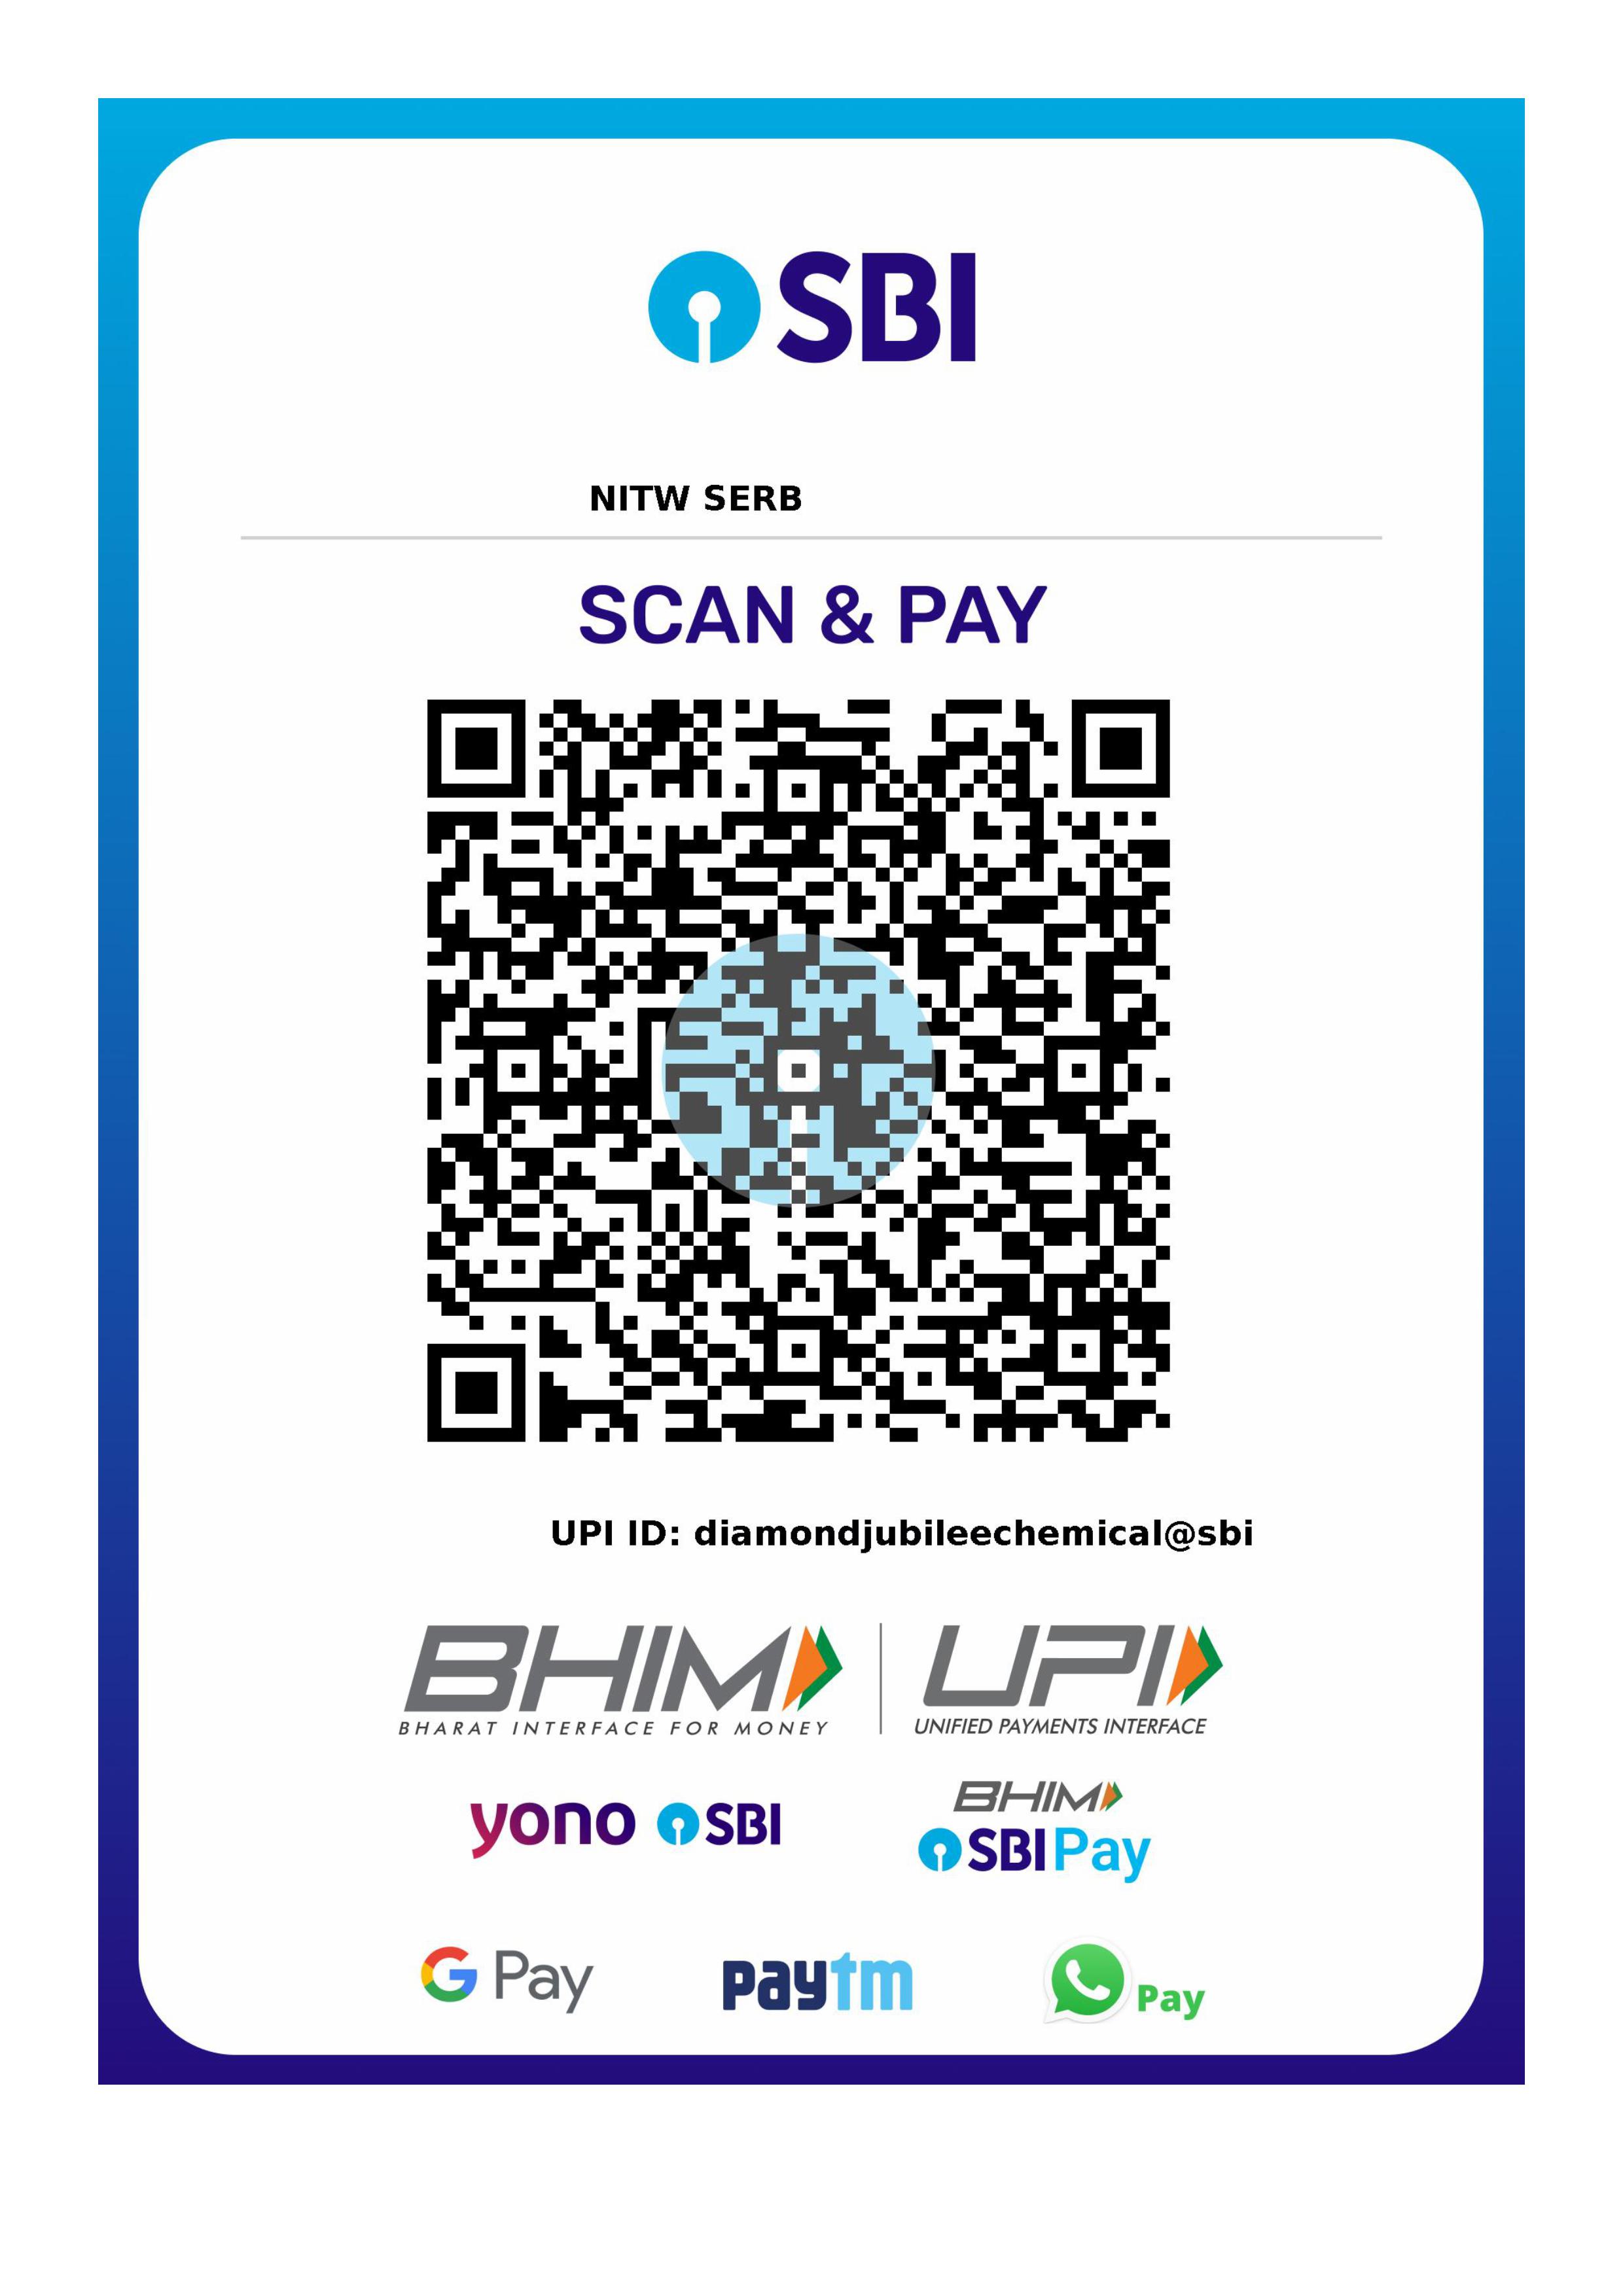 SBI
NITW SERB
SCAN & PAY
UPI ID: diamondjubileechemical@sbi
BHIM UPI
BHARAT INTERFACE FOR MONEY UNIFIED PAYMENTS INTERFACE
yono SBI
BHIM
SBI Pay
G Pay paytm Pay